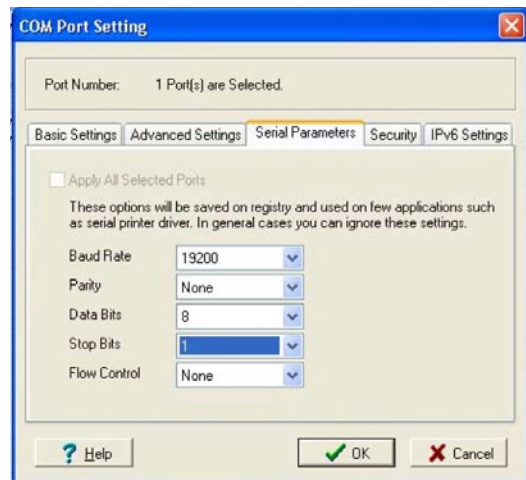 COM Port Setting
Port Number: 1 Port(s) are Selected.
Basic Settings Advanced Settings Serial Parameters Security IPv6 Settings
Apply All Selected Ports
These options will be saved on registry and used on few applications such
as serial printer driver. In general cases you can ignore these settings.
Baud Rate 19200
Parity None
Data Bits 8
Stop Bits 1
Flow Control None
? Help OK Cancel